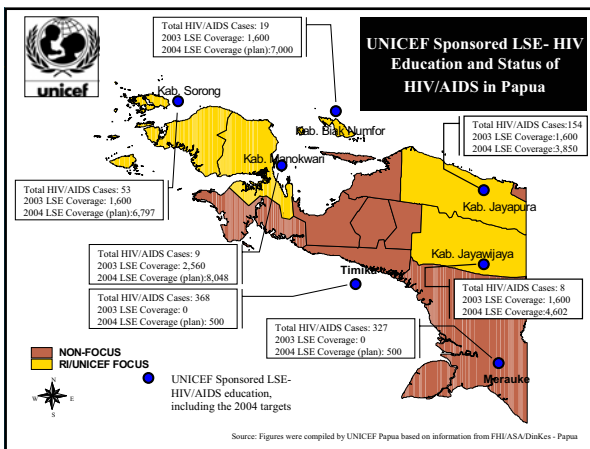 UNICEF Sponsored LSE- HIV
Education and Status of
HIV/AIDS in Papua
unicef
Total HIV/AIDS Cases: 19
2003 LSE Coverage: 1,600
2004 LSE Coverage (plan):7,000
Kab. Sorong
Kab. Biak Numfor
Kab. Manokwari
Total HIV/AIDS Cases:154
2003 LSE Coverage:1,600
2004 LSE Coverage:3,850
Kab. Jayapura
Total HIV/AIDS Cases: 53
2003 LSE Coverage: 1,600
2004 LSE Coverage (plan):6,797
Kab. Jayawijaya
Total HIV/AIDS Cases: 9
2003 LSE Coverage: 2,560
2004 LSE Coverage (plan):8,048
Timika
Total HIV/AIDS Cases: 368
2003 LSE Coverage: 0
2004 LSE Coverage (plan): 500
Total HIV/AIDS Cases: 8
2003 LSE Coverage: 1,600
2004 LSE Coverage:4,602
Total HIV/AIDS Cases: 327
2003 LSE Coverage: 0
2004 LSE Coverage (plan): 500
Merauke
NON-FOCUS
RI/UNICEF FOCUS
N
W E
S
UNICEF Sponsored LSE-
HIV/AIDS education,
including the 2004 targets
Source: Figures were compiled by UNICEF Papua based on information from FHI/ASA/DinKes - Papua